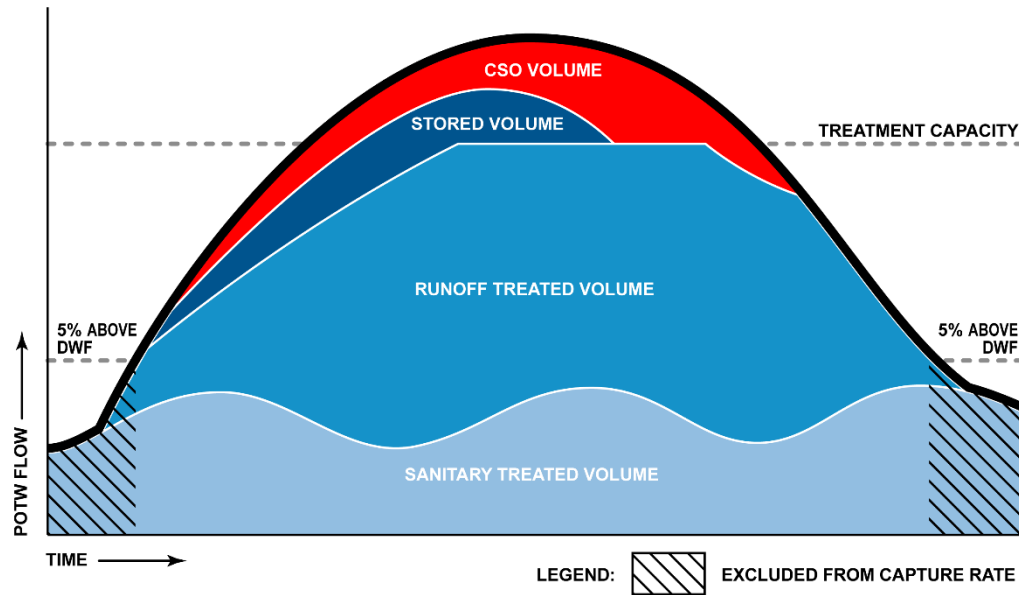 CSO VOLUME
STORED VOLUME
TREATMENT CAPACITY
RUNOFF TREATED VOLUME
5% ABOVE
DWF
5% ABOVE
DWF
SANITARY TREATED VOLUME
POTW FLOW
TIME
LEGEND:
EXCLUDED FROM CAPTURE RATE